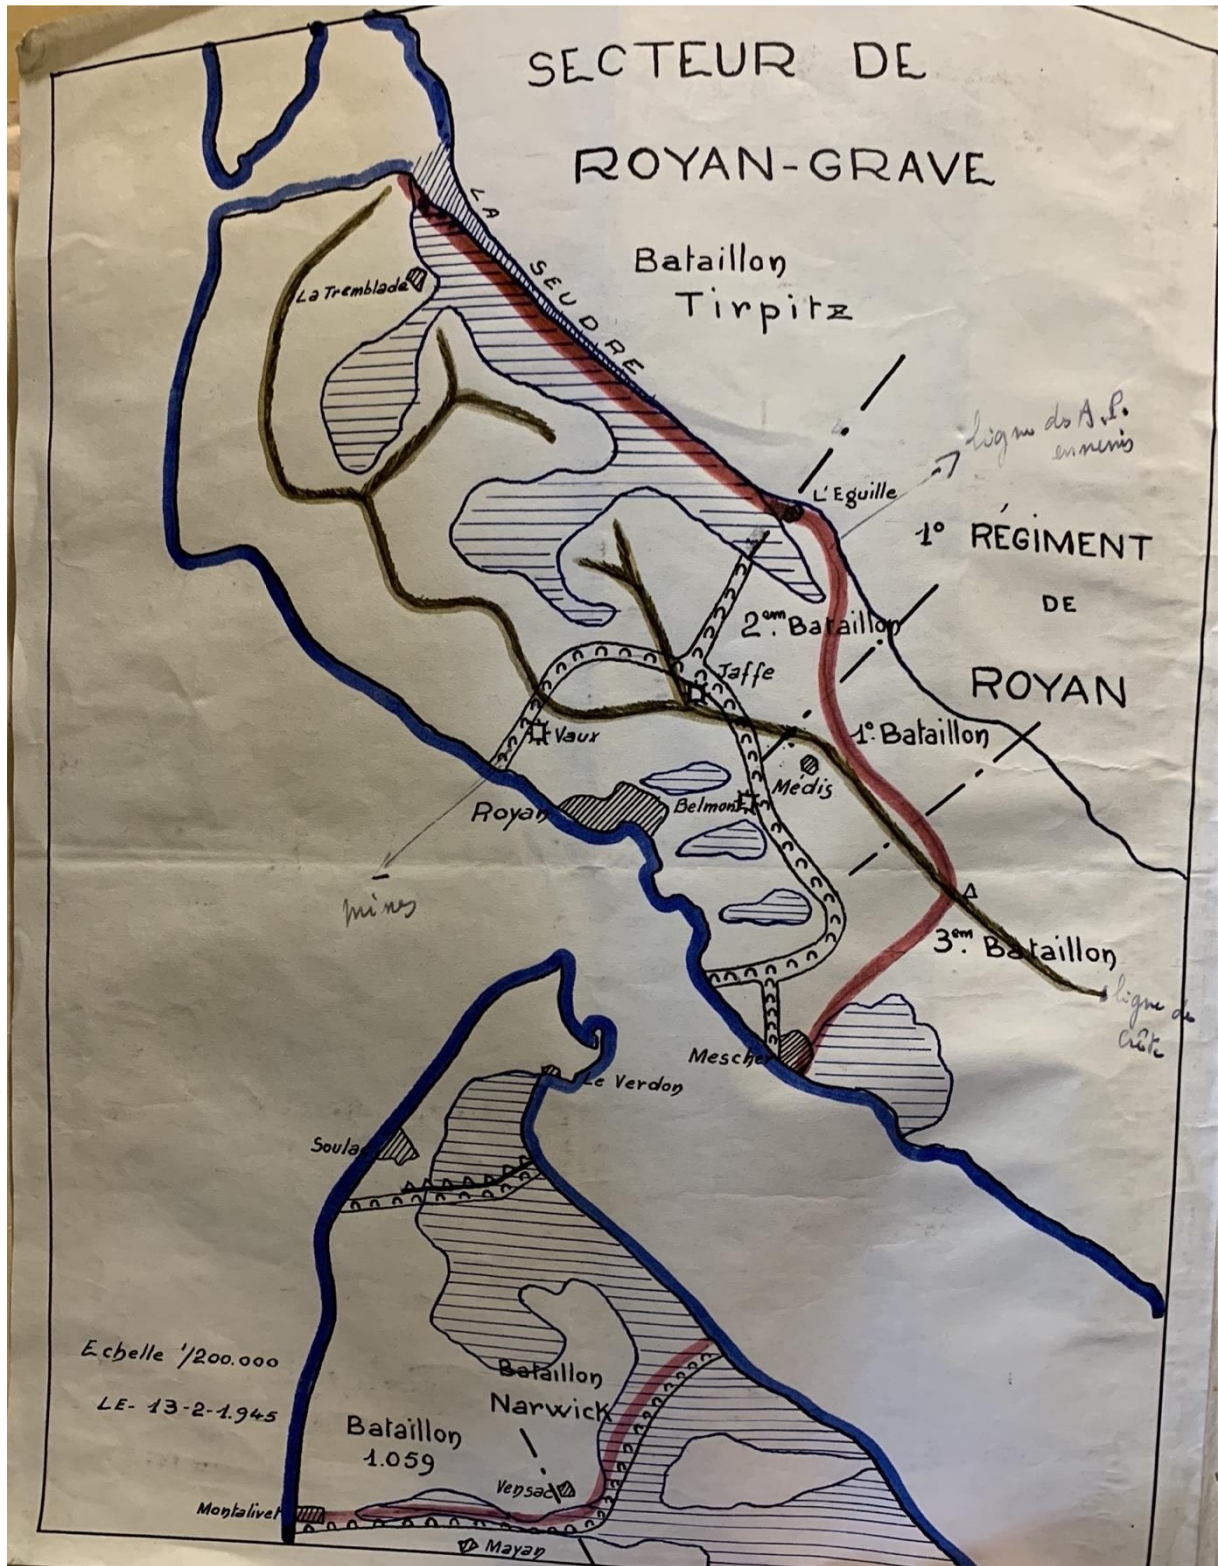 SECTEUR DE
ROYAN-GRAVE
LA SEUDRE
Bataillon
Tirpitz
La Tremblade
ligne do A.P.
ennemis
L'Eguille
1° RÉGIMENT
DE
ROYAN
2em. Bataillon
Jaffe
Vaux
1°. Bataillon
Médis
Belmont
Royan
mines
3em. Bataillon
ligne de
crête
Mescher
Le Verdon
Soulac
Echelle 1/200.000
LE- 13-2-1.945
Bataillon
Narwick
Bataillon
1.059
Vensac
Montalivet
Mayan